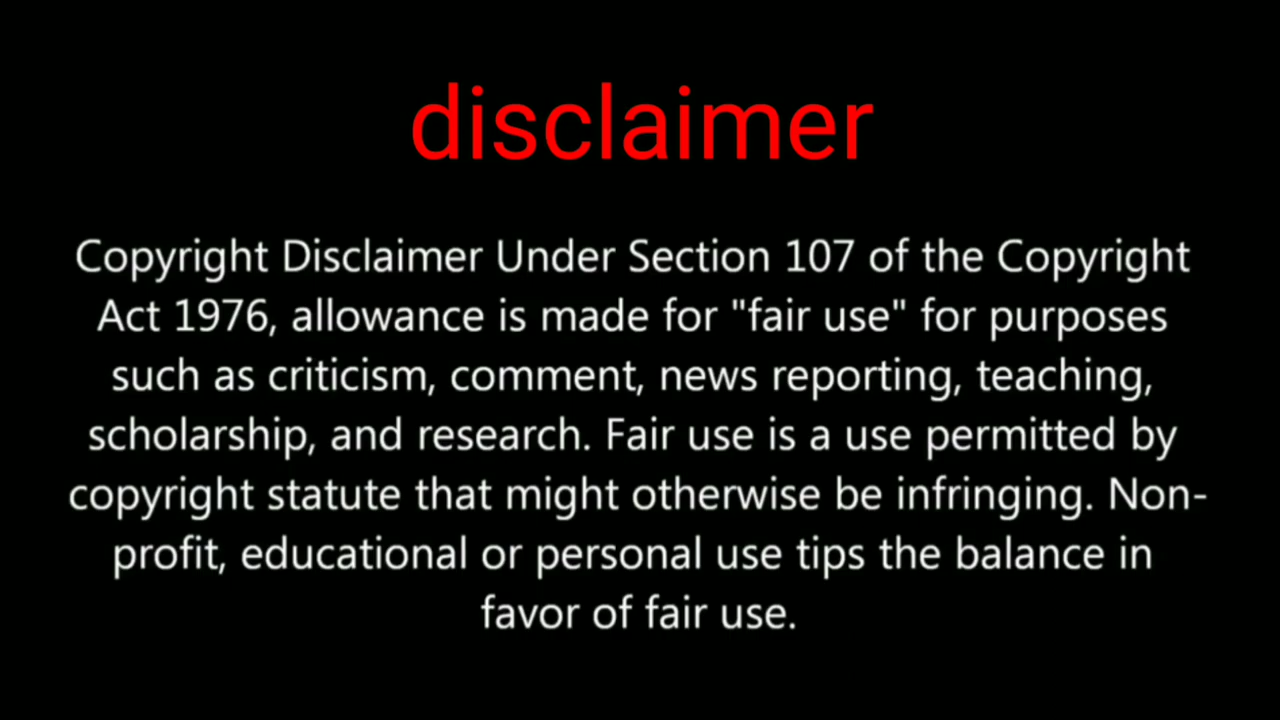 disclaimer
Copyright Disclaimer Under Section 107 of the Copyright
Act 1976, allowance is made for "fair use" for purposes
such as criticism, comment, news reporting, teaching,
scholarship, and research. Fair use is a use permitted by
copyright statute that might otherwise be infringing. Non-
profit, educational or personal use tips the balance in
favor of fair use.